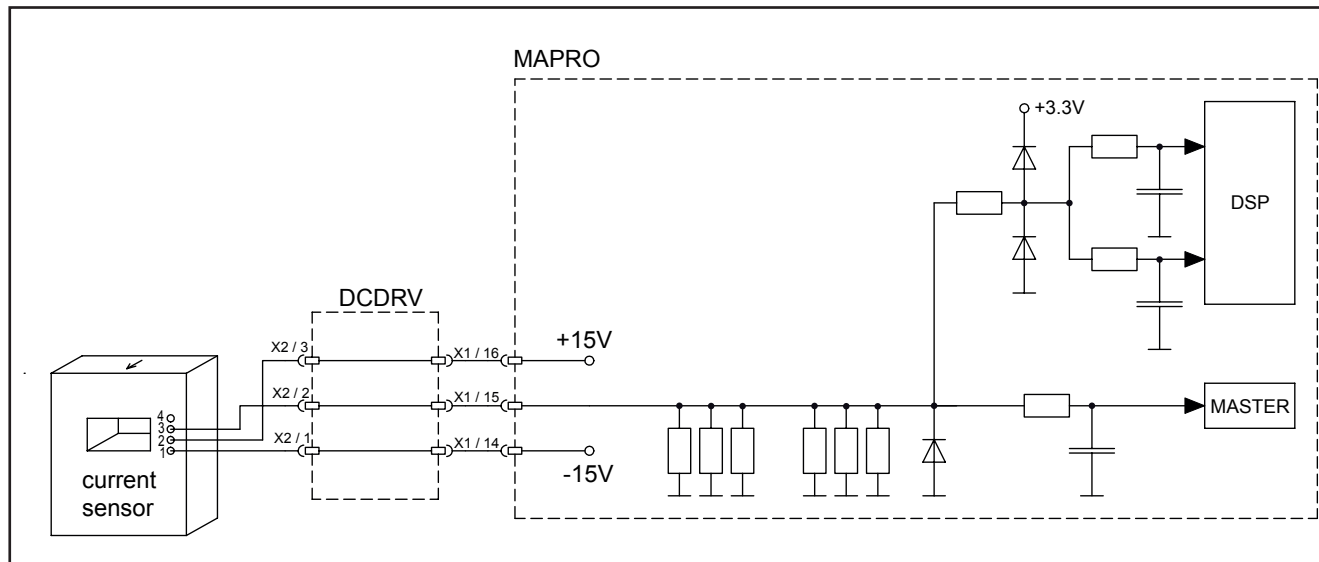 MAPRO
+3.3V
DSP
DCDRV
X2 / 3
X1 / 16
+15V
X2 / 2
X1 / 15
MASTER
X2 / 1
X1 / 14
-15V
4
3
2
1
current
sensor